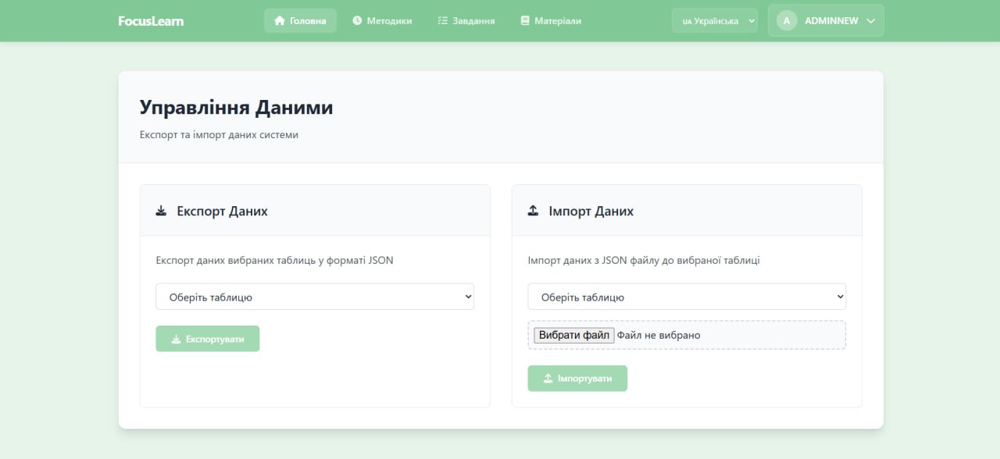 FocusLearn
Головна
Методики
Завдання
Матеріали
UA Українська
A
ADMINNEW
Управління Даними
Експорт та імпорт даних системи
Експорт Даних
Експорт даних вибраних таблиць у форматі JSON
Оберіть таблицю
Експортувати
Імпорт Даних
Імпорт даних з JSON файлу до вибраної таблиці
Оберіть таблицю
Вибрати файл Файл не вибрано
Імпортувати